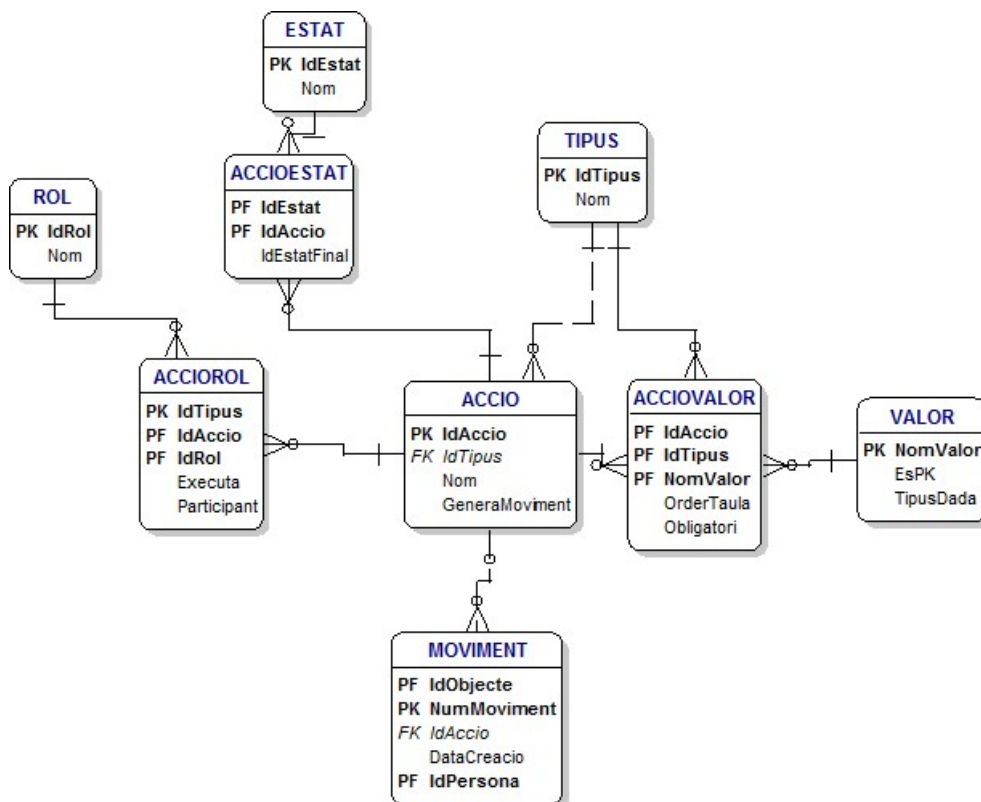 ESTAT
PK IdEstat
Nom
TIPUS
PK IdTipus
Nom
ACCIOESTAT
PF IdEstat
PF IdAccio
IdEstatFinal
ROL
PK IdRol
Nom
ACCIOROL
PK IdTipus
PF IdAccio
PF IdRol
Executa
Participant
ACCIO
PK IdAccio
FK IdTipus
Nom
GeneraMoviment
ACCIOVALOR
PF IdAccio
PF IdTipus
PF NomValor
OrderTaula
Obligatori
VALOR
PK NomValor
EsPK
TipusDada
MOVIMENT
PF IdObjecte
PK NumMoviment
FK IdAccio
DataCreacio
PF IdPersona